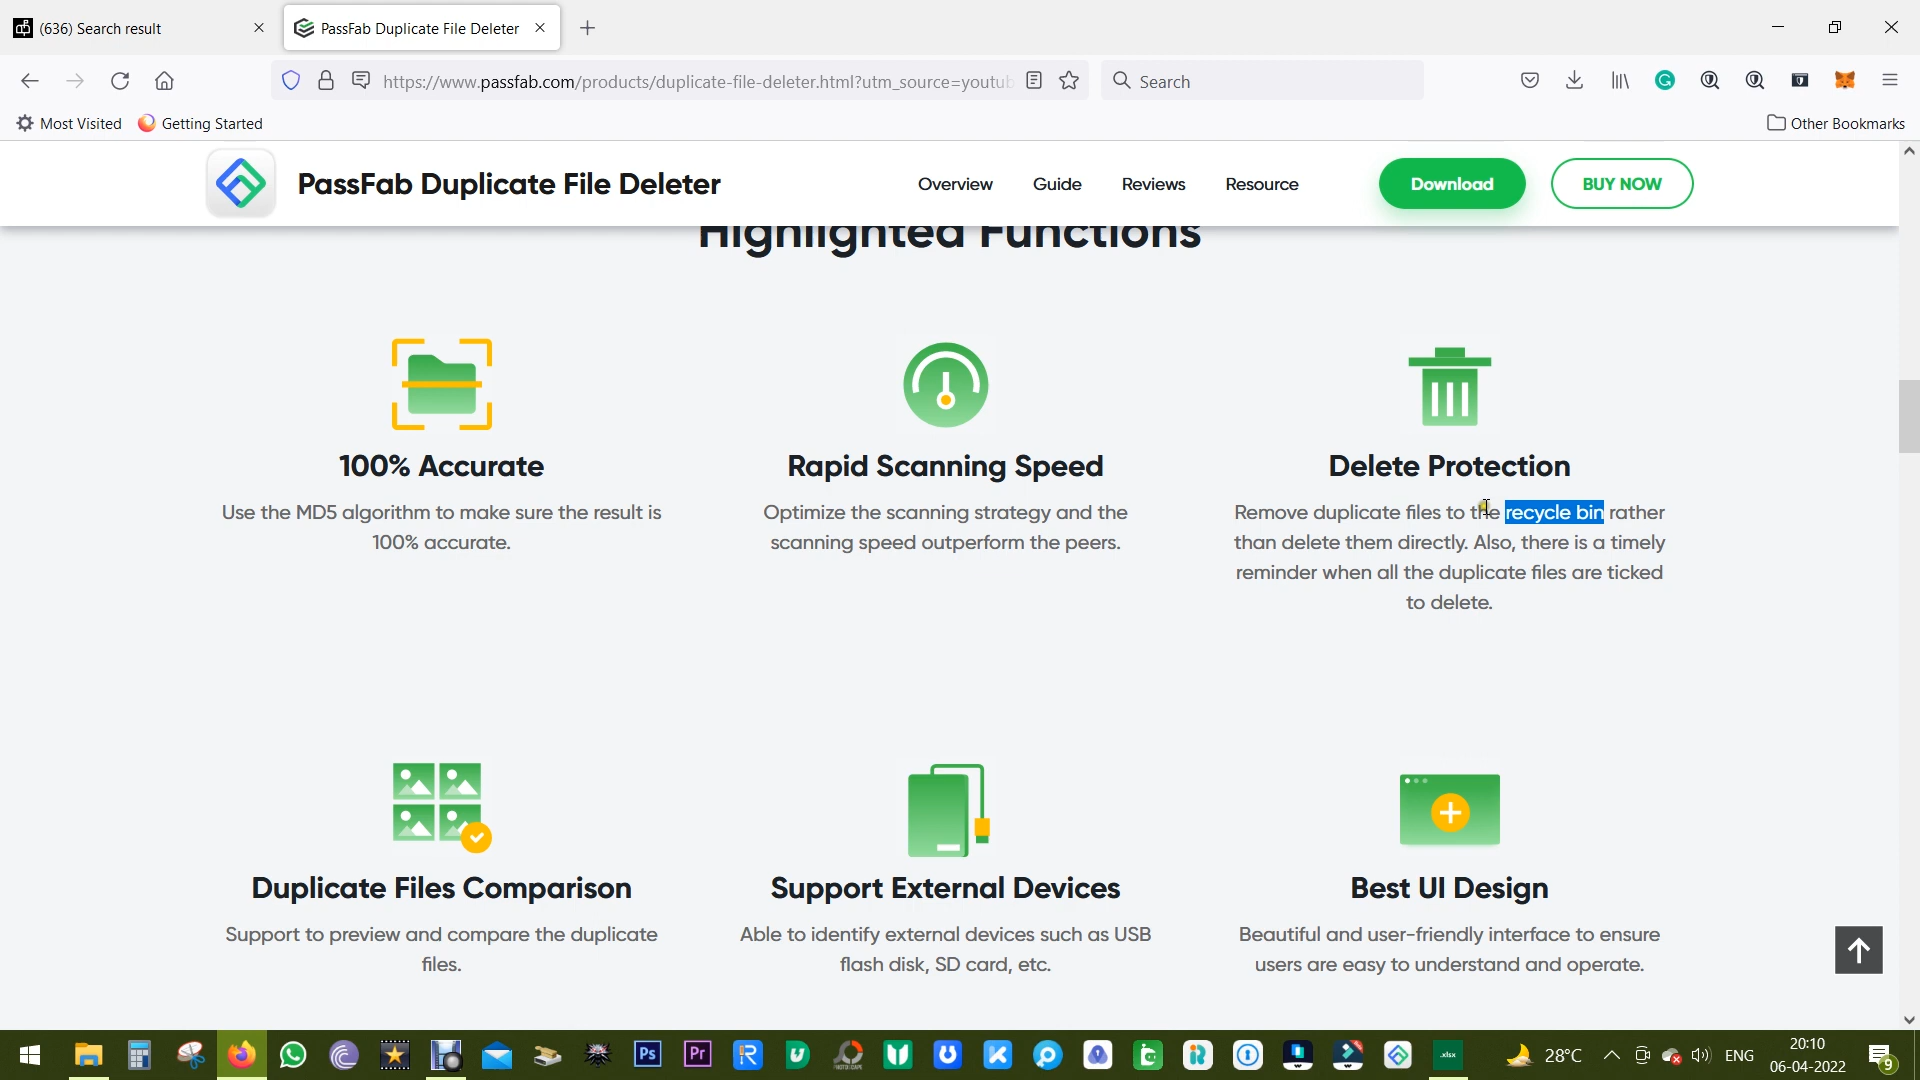 (636) Search result
PassFab Duplicate File Deleter
https://www.passfab.com/products/duplicate-file-deleter.html?utm_source=youtub
Search
Most Visited
Getting Started
Other Bookmarks
PassFab Duplicate File Deleter
Overview
Guide
Reviews
Resource
Download
BUY NOW
Highlighted Functions
100% Accurate
Use the MD5 algorithm to make sure the result is
100% accurate.
Rapid Scanning Speed
Optimize the scanning strategy and the
scanning speed outperform the peers.
Delete Protection
Remove duplicate files to the recycle bin rather
than delete them directly. Also, there is a timely
reminder when all the duplicate files are ticked
to delete.
Duplicate Files Comparison
Support to preview and compare the duplicate
files.
Support External Devices
Able to identify external devices such as USB
flash disk, SD card, etc.
Best UI Design
Beautiful and user-friendly interface to ensure
users are easy to understand and operate.
Ps
Pr
.xlsx
28°C
ENG
20:10
06-04-2022
9